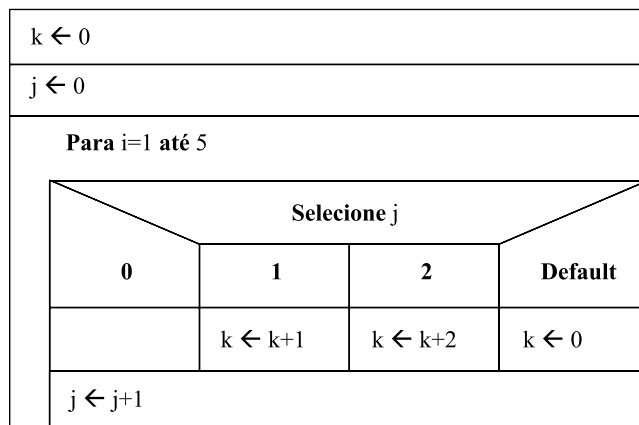 k ← 0
j ← 0
Para i=1 até 5
Selecione j
0 1 2 Default
k ← k+1 k ← k+2 k ← 0
j ← j+1